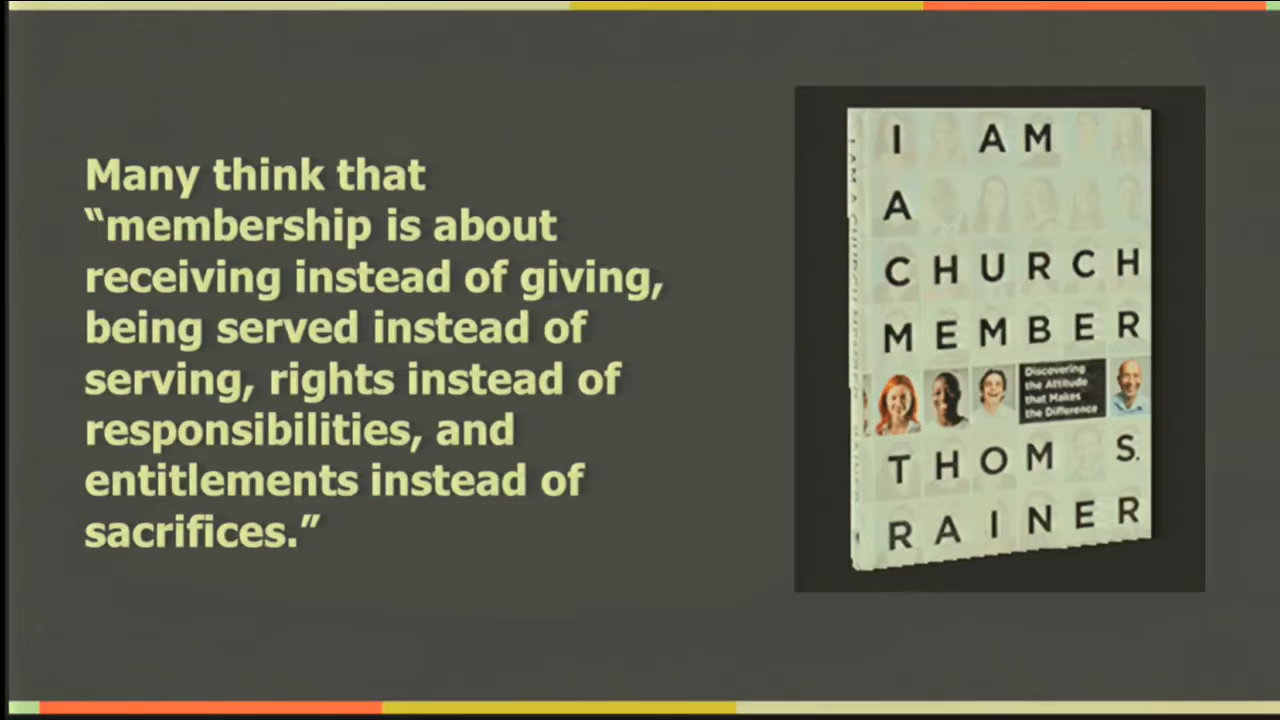 Many think that
“membership is about
receiving instead of giving,
being served instead of
serving, rights instead of
responsibilities, and
entitlements instead of
sacrifices.”
I AM
A
CHURCH
MEMBER
Discovering
the Attitude
that Makes
the Difference
THOM S.
RAINER